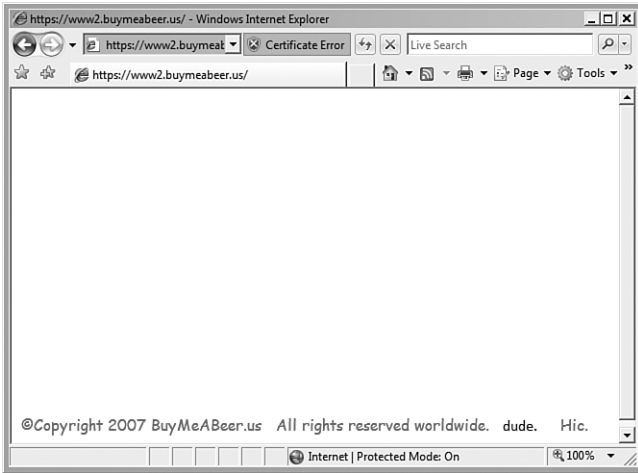 https://www2.buymeabeer.us/ - Windows Internet Explorer
https://www2.buymeat Certificate Error Live Search
https://www2.buymeabeer.us/ Page Tools »
©Copyright 2007 BuyMeABeer.us All rights reserved worldwide. dude. Hic.
Internet | Protected Mode: On 100%